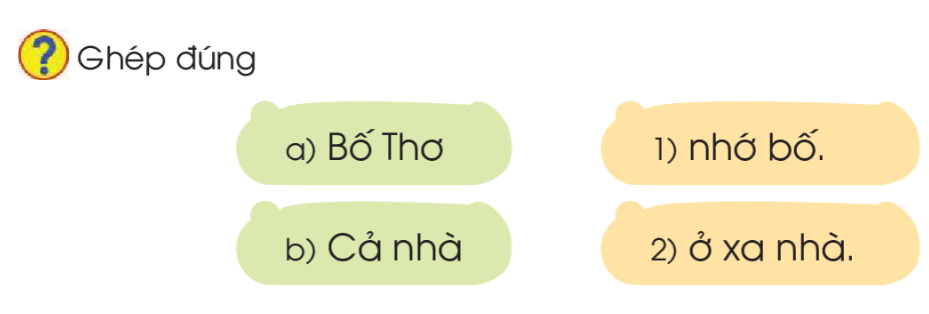 ? Ghép đúng
a) Bố Thơ 1) nhớ bố.
b) Cả nhà 2) ở xa nhà.